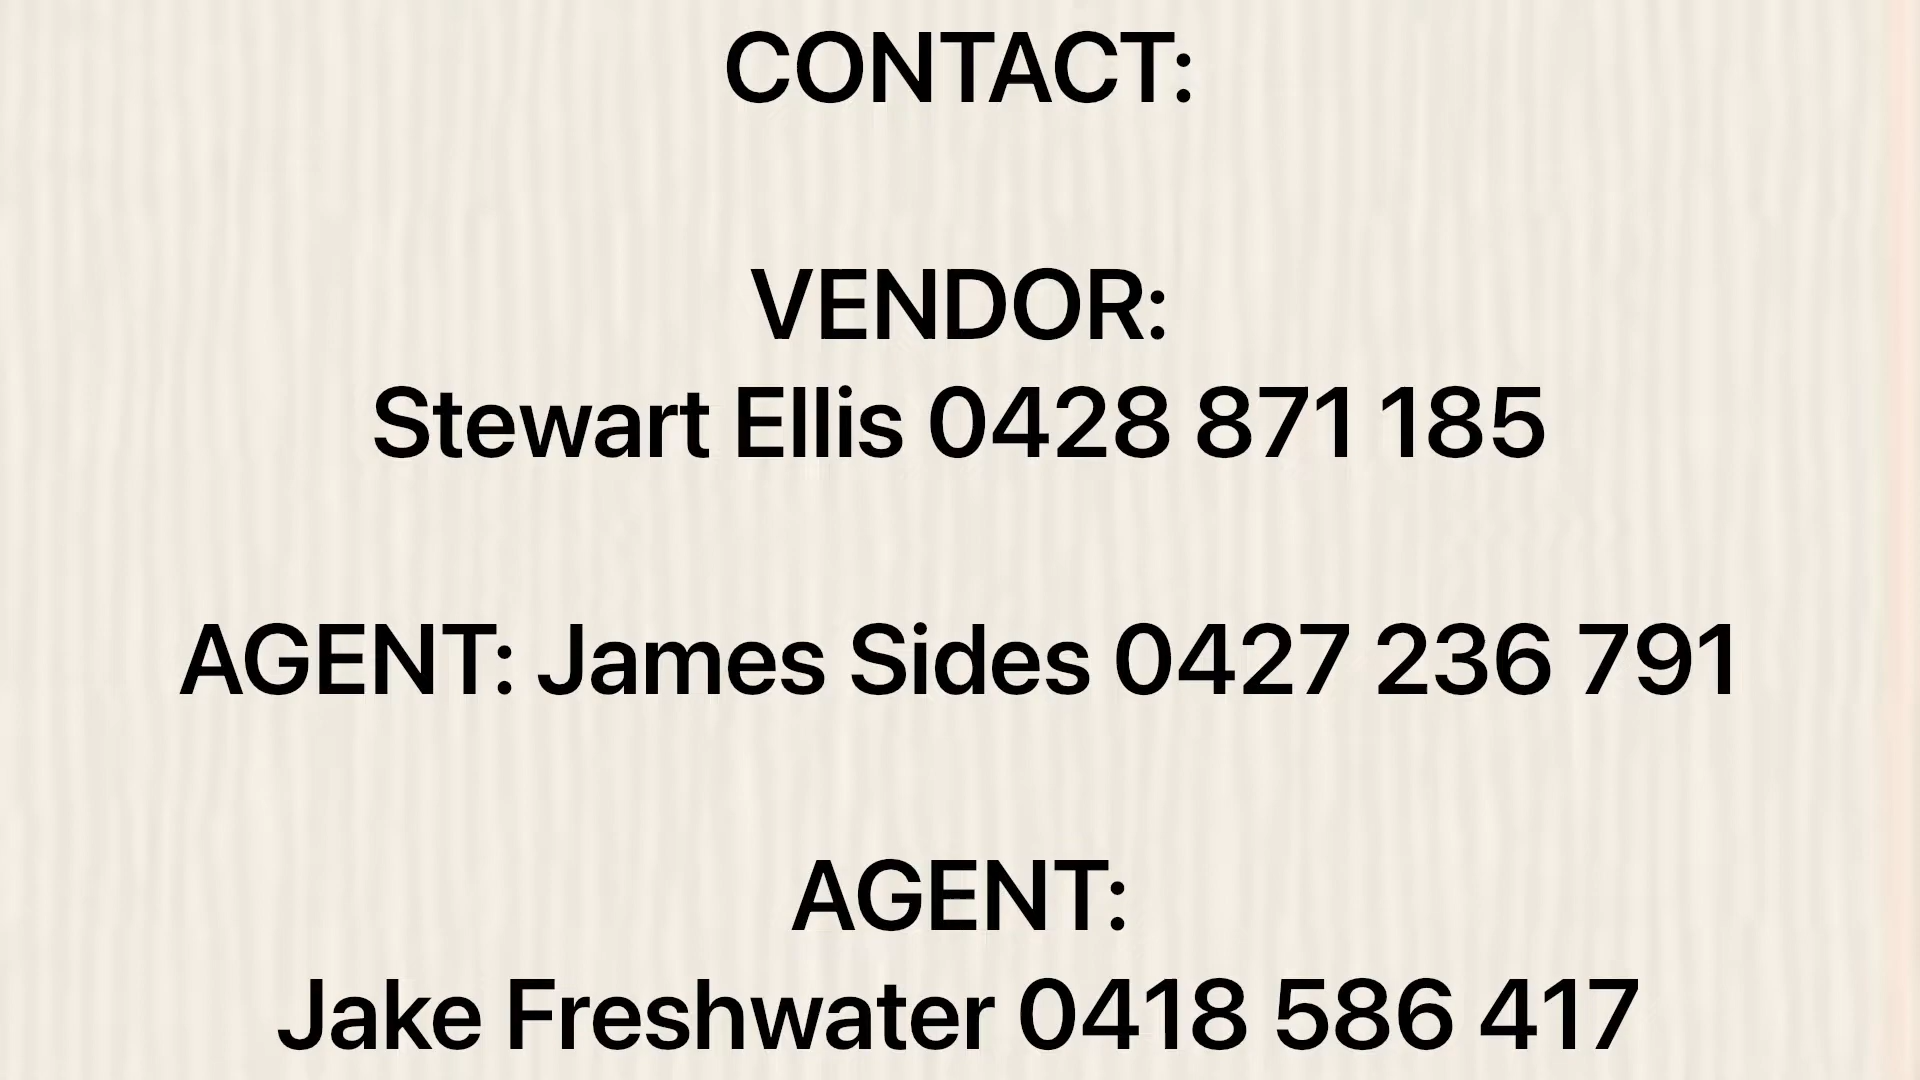 CONTACT:
VENDOR:
Stewart Ellis 0428 871 185
AGENT: James Sides 0427 236 791
AGENT:
Jake Freshwater 0418 586 417